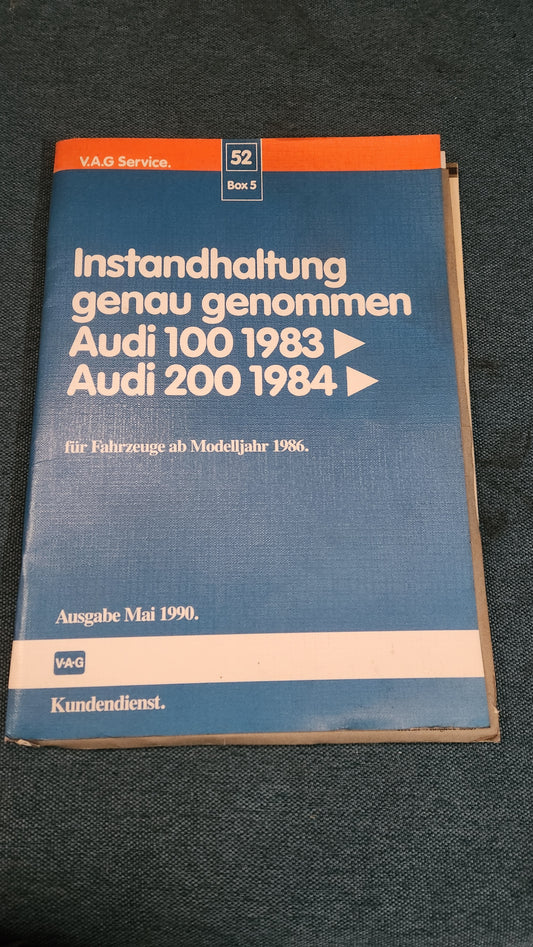 V.A.G Service.
52
Box 5
Instandhaltung
genau genommen
Audi 100 1983 ►
Audi 200 1984 ►
für Fahrzeuge ab Modelljahr 1986.
Ausgabe Mai 1990.
V·A·G
Kundendienst.